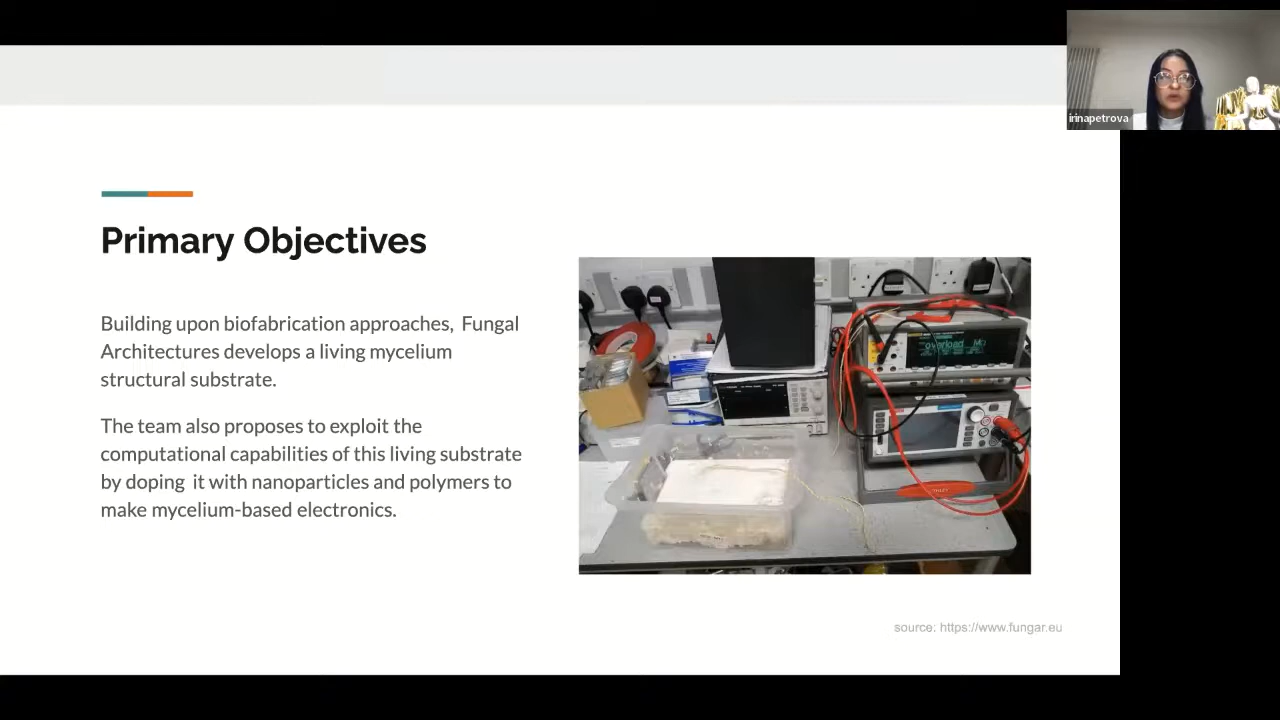 irinapetrova
Primary Objectives
Building upon biofabrication approaches, Fungal
Architectures develops a living mycelium
structural substrate.
The team also proposes to exploit the
computational capabilities of this living substrate
by doping it with nanoparticles and polymers to
make mycelium-based electronics.
overload MΩ
source: https://www.fungar.eu